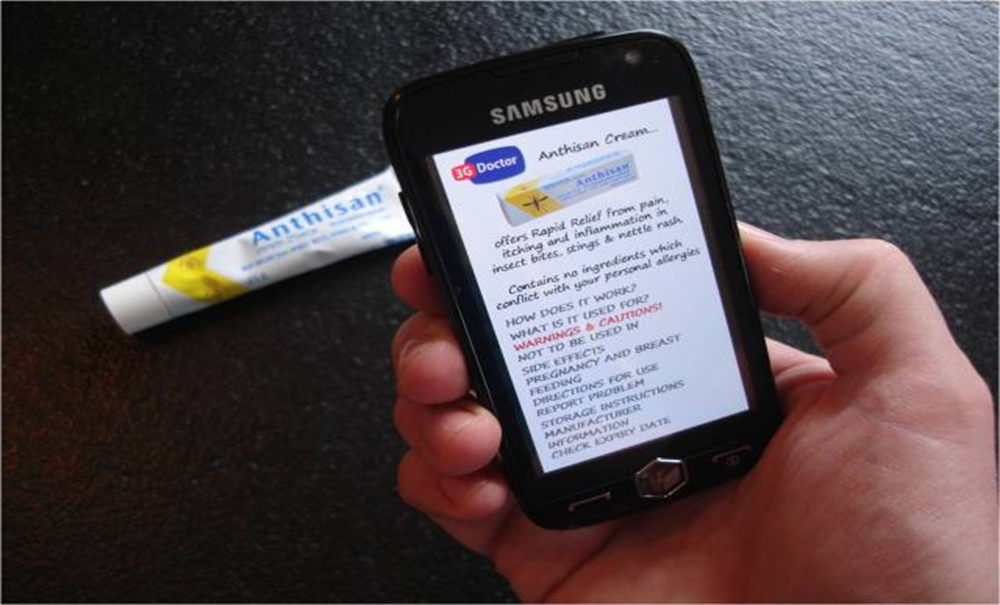 SAMSUNG
3G Doctor
Anthisan Cream...
Anthisan
offers Rapid Relief from pain,
itching and inflammation in
insect bites, stings & nettle rash
Contains no ingredients which
conflict with your personal allergies
HOW DOES IT WORK?
WHAT IS IT USED FOR?
WARNINGS & CAUTIONS!
NOT TO BE USED IN
SIDE EFFECTS
PREGNANCY AND BREAST
FEEDING
DIRECTIONS FOR USE
REPORT PROBLEM
STORAGE INSTRUCTIONS
MANUFACTURER
INFORMATION
CHECK EXPIRY DATE
Anthisan®